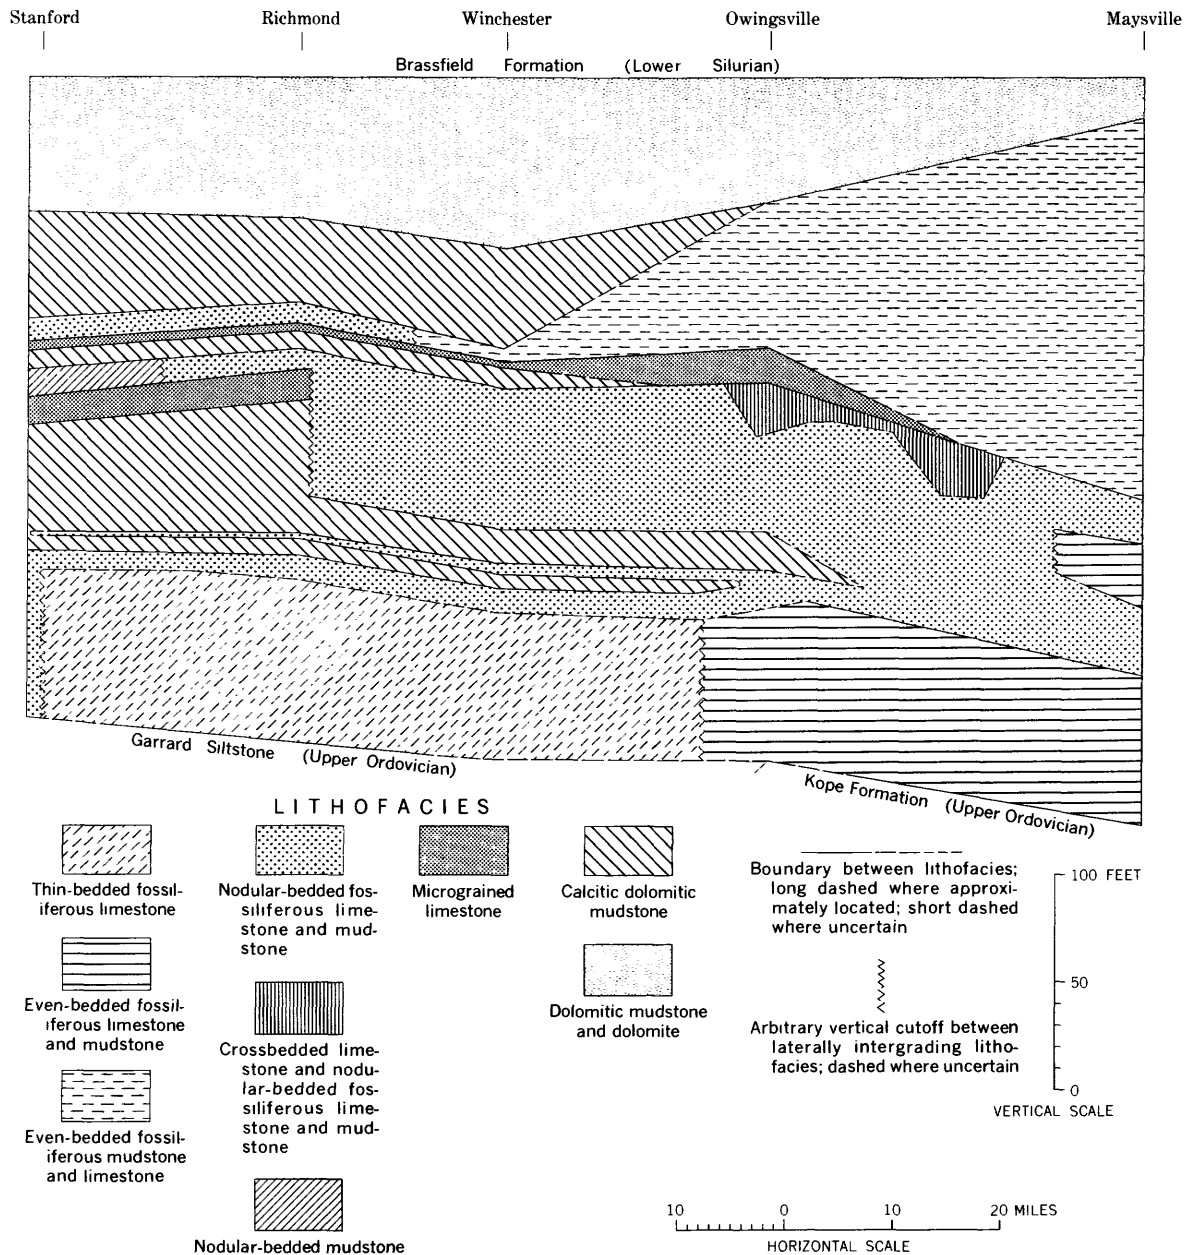 Stanford Richmond Winchester Owingsville Maysville
Brassfield Formation (Lower Silurian)
Garrard Siltstone (Upper Ordovician)
Kope Formation (Upper Ordovician)
LITHOFACIES
Thin-bedded fossil-
iferous limestone
Even-bedded fossil-
iferous limestone
and mudstone
Even-bedded fossil-
iferous mudstone
and limestone
Nodular-bedded fos-
siliferous lime-
stone and mud-
stone
Crossbedded lime-
stone and nodu-
lar-bedded fos-
siliferous lime-
stone and mud-
stone
Nodular-bedded mudstone
Micrograined
limestone
Calcitic dolomitic
mudstone
Dolomitic mudstone
and dolomite
Boundary between lithofacies;
long dashed where approxi-
mately located; short dashed
where uncertain
Arbitrary vertical cutoff between
laterally intergrading litho-
facies; dashed where uncertain
100 FEET
50
0
VERTICAL SCALE
10 0 10 20 MILES
HORIZONTAL SCALE